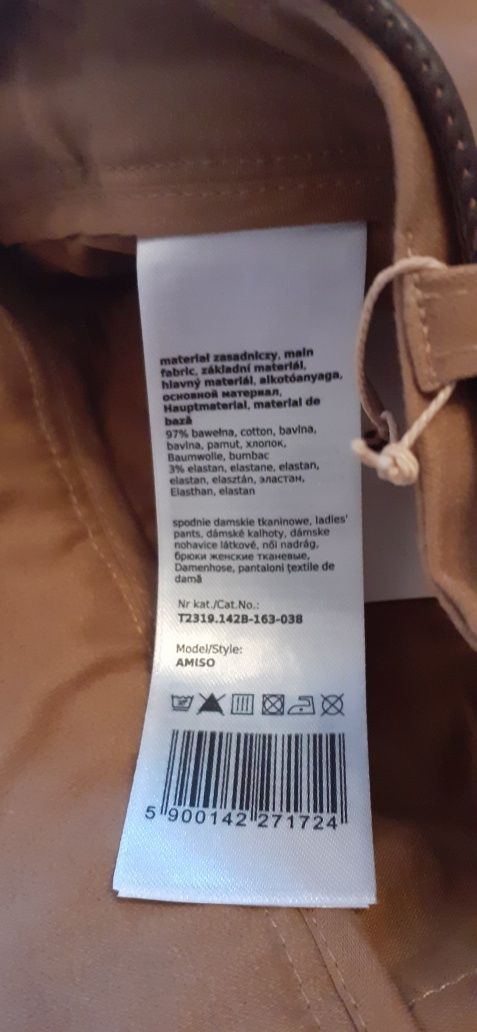 materiał zasadniczy, main
fabric, základní materiál,
hlavný materiál, alkotóanyaga,
основной материал,
Hauptmaterial, material de
bază
97% bawełna, cotton, bavlna,
bavlna, pamut, хлопок,
Baumwolle, bumbac
3% elastan, elastane, elastan,
elastan, elasztán, эластан,
Elasthan, elastan
spodnie damskie tkaninowe, ladies'
pants, dámské kalhoty, dámske
nohavice látkové, női nadrág,
брюки женские тканевые,
Damenhose, pantaloni țextile de
damă
Nr kat./Cat.No.:
T2319.142B-163-038
Model/Style:
AMISO
5 900142 271724